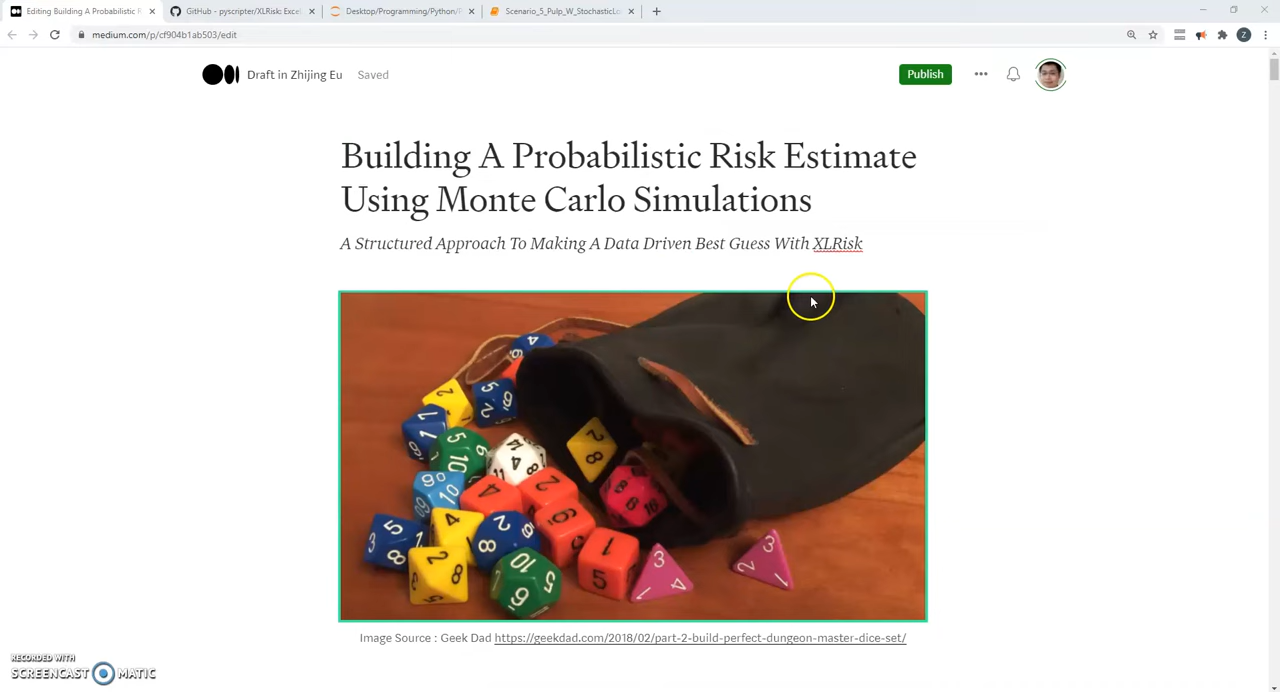 Editing Building A Probabilistic R
GitHub - pyscripter/XLRisk: Exce
Desktop/Programming/Python/
Scenario_5_Pulp_W_StochasticLo
medium.com/p/cf904b1ab503/edit
Z
Draft in Zhijing Eu
Saved
Publish
Building A Probabilistic Risk Estimate
Using Monte Carlo Simulations
A Structured Approach To Making A Data Driven Best Guess With XLRisk
Image Source : Geek Dad https://geekdad.com/2018/02/part-2-build-perfect-dungeon-master-dice-set/
RECORDED WITH
SCREENCAST MATIC